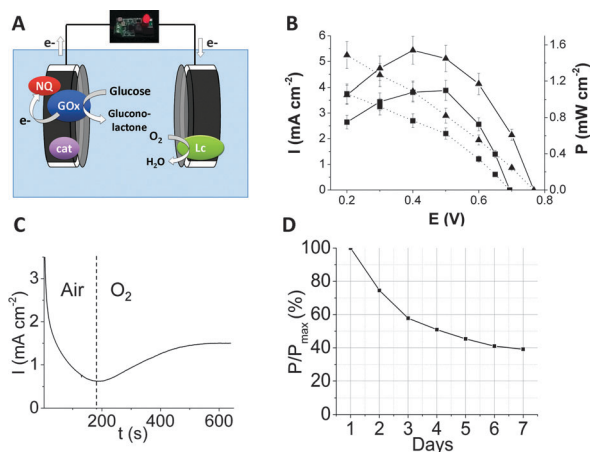 A
e-
e-
NQ
GOx
Glucose
Glucono-
lactone
e-
cat
O2
H2O
Lc
B
6
5
4
3
2
1
0
I (mA cm-2)
1.6
1.2
0.8
0.4
0.0
P (mW cm-2)
0.2 0.3 0.4 0.5 0.6 0.7 0.8
E (V)
C
3
2
1
0
I (mA cm-2)
Air
O2
0 200 400 600
t (s)
D
100
80
60
40
20
0
P/Pmax (%)
1 2 3 4 5 6 7
Days